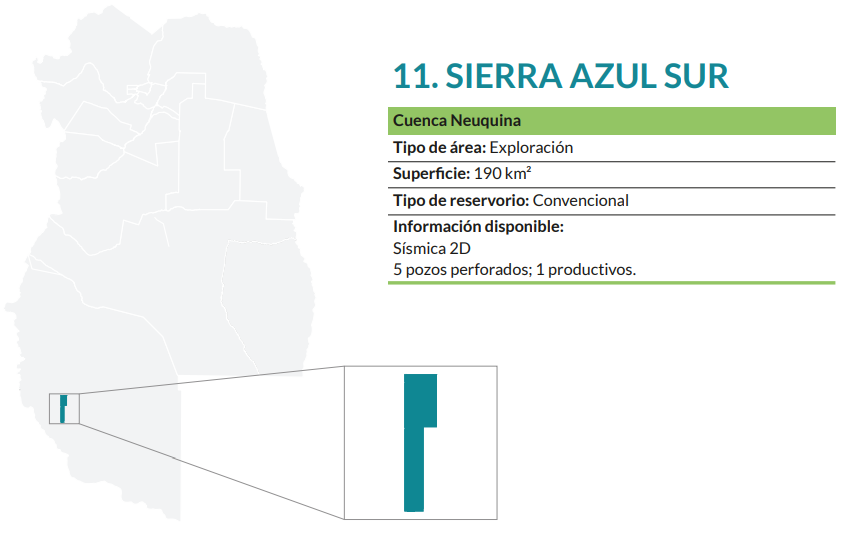 11. SIERRA AZUL SUR
Cuenca Neuquina
Tipo de área: Exploración
Superficie: 190 km²
Tipo de reservorio: Convencional
Información disponible:
Sísmica 2D
5 pozos perforados; 1 productivos.